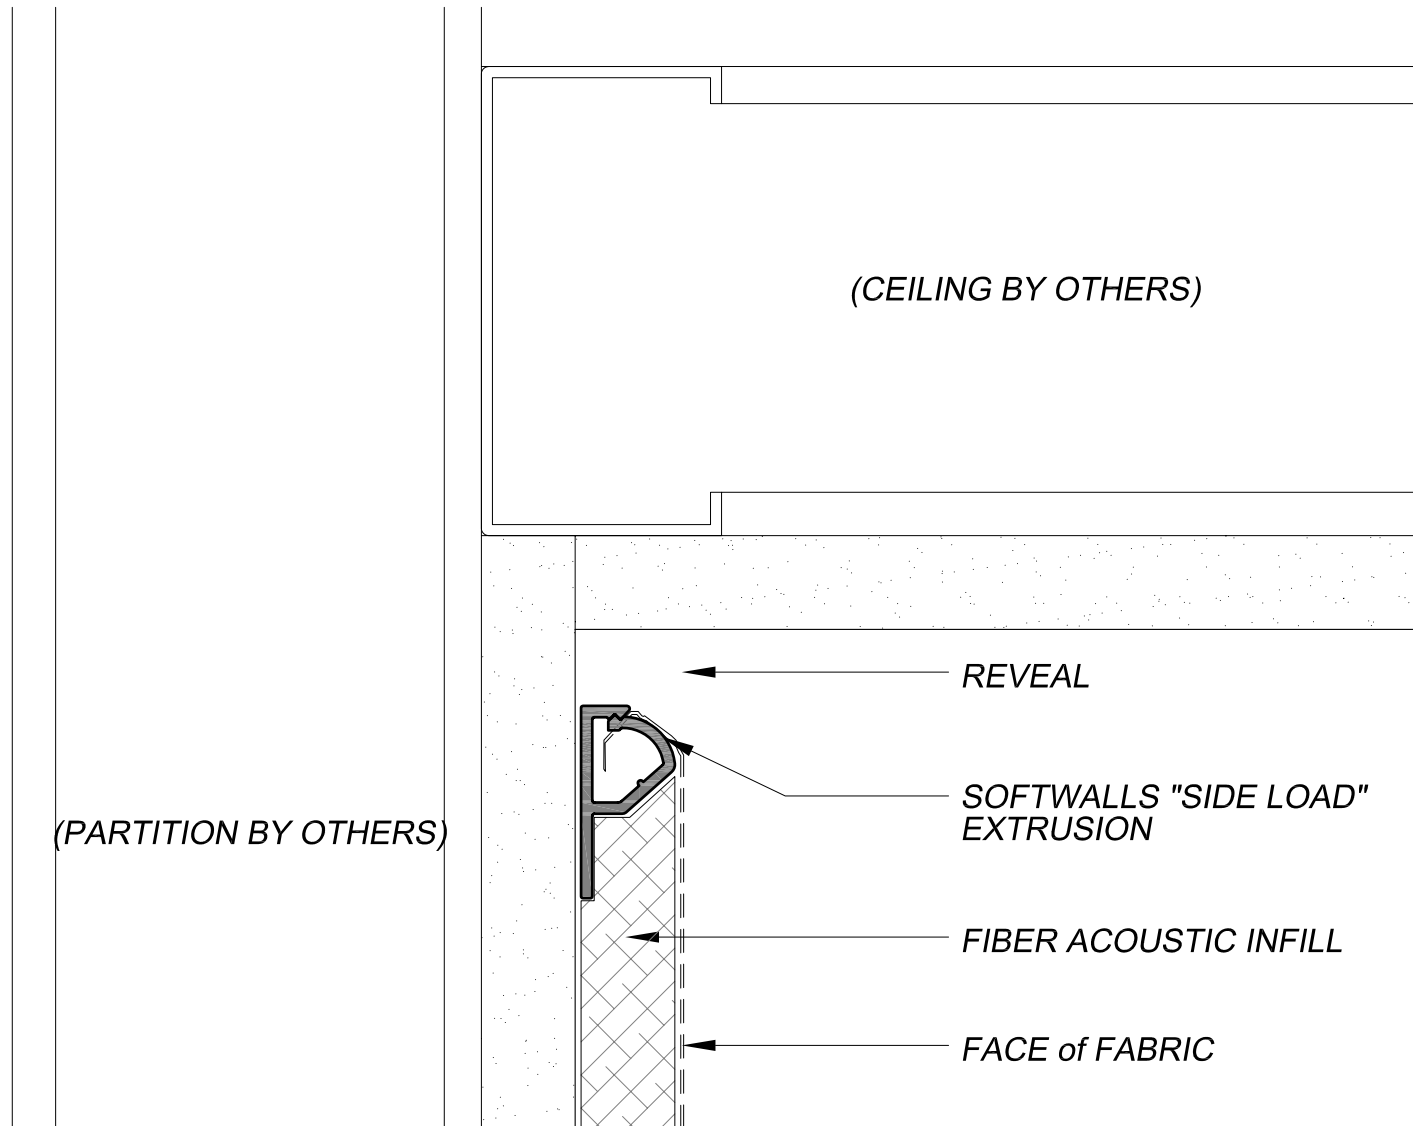 (CEILING BY OTHERS)
REVEAL
SOFTWALLS "SIDE LOAD"
EXTRUSION
(PARTITION BY OTHERS)
FIBER ACOUSTIC INFILL
FACE of FABRIC